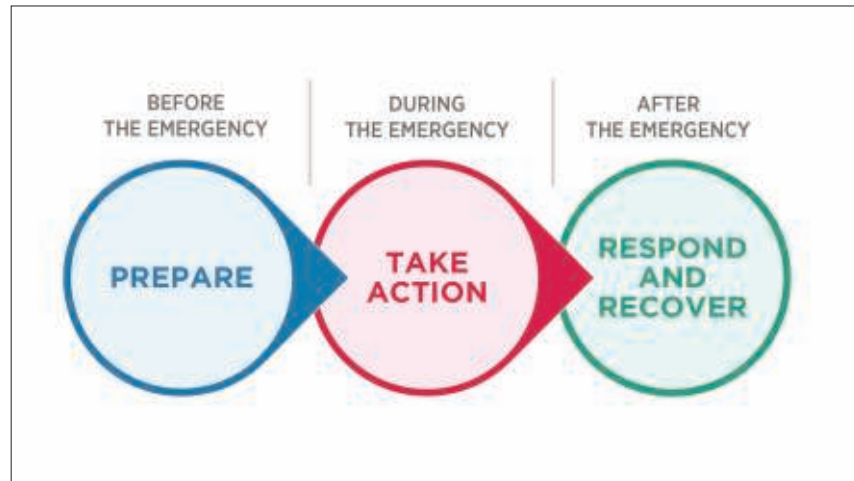 BEFORE
THE EMERGENCY
DURING
THE EMERGENCY
AFTER
THE EMERGENCY
PREPARE
TAKE
ACTION
RESPOND
AND
RECOVER